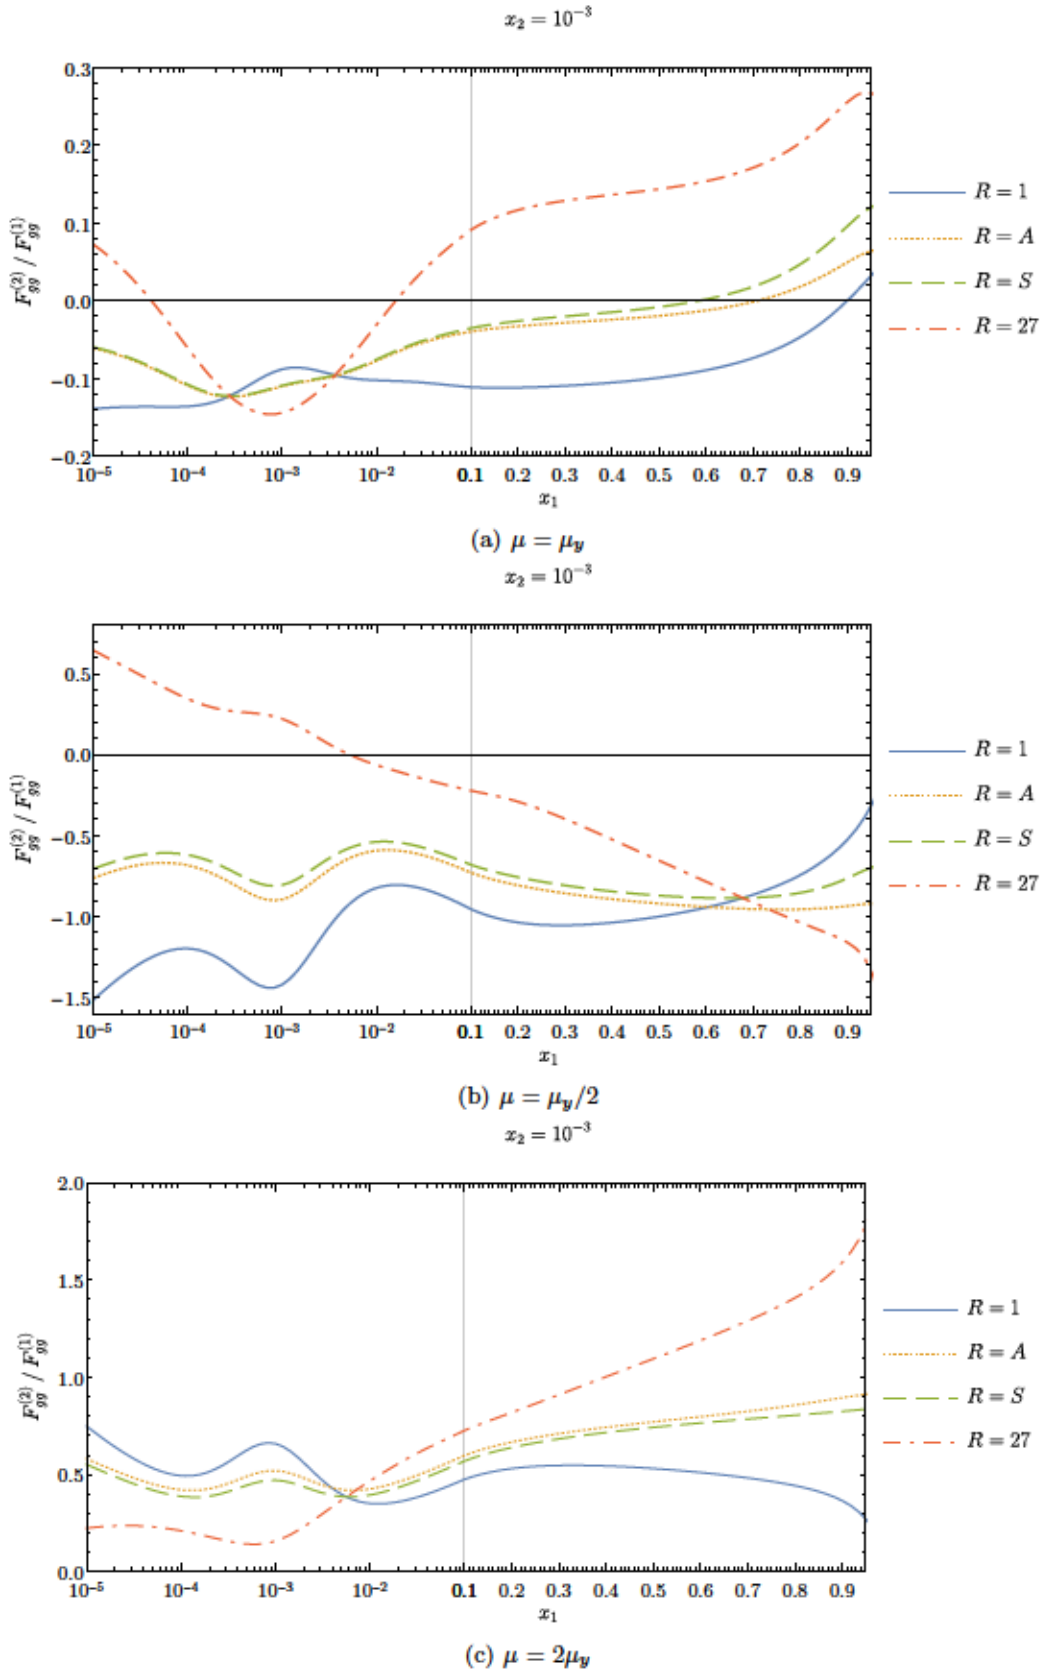 x₂ = 10⁻³
0.3
0.2
0.1
0.0
−0.1
−0.2
F_gg^(2) / F_gg^(1)
R = 1
R = A
R = S
R = 27
10⁻⁵ 10⁻⁴ 10⁻³ 10⁻² 0.1 0.2 0.3 0.4 0.5 0.6 0.7 0.8 0.9
x₁
(a) μ = μ_y
x₂ = 10⁻³
0.5
0.0
−0.5
−1.0
−1.5
F_gg^(2) / F_gg^(1)
R = 1
R = A
R = S
R = 27
10⁻⁵ 10⁻⁴ 10⁻³ 10⁻² 0.1 0.2 0.3 0.4 0.5 0.6 0.7 0.8 0.9
x₁
(b) μ = μ_y/2
x₂ = 10⁻³
2.0
1.5
1.0
0.5
0.0
F_gg^(2) / F_gg^(1)
R = 1
R = A
R = S
R = 27
10⁻⁵ 10⁻⁴ 10⁻³ 10⁻² 0.1 0.2 0.3 0.4 0.5 0.6 0.7 0.8 0.9
x₁
(c) μ = 2μ_y